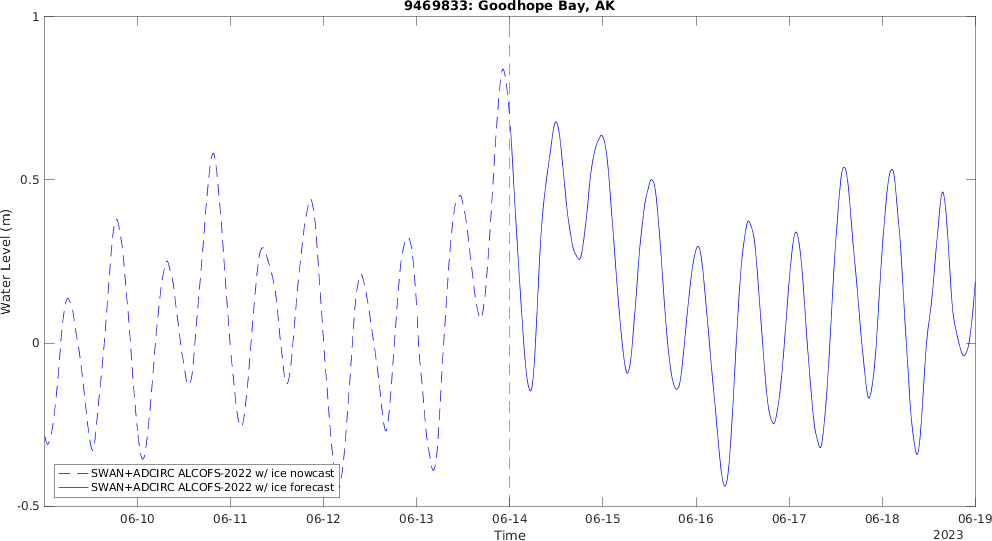 9469833: Goodhope Bay, AK
1
0.5
0
-0.5
Water Level (m)
SWAN+ADCIRC ALCOFS-2022 w/ ice nowcast
SWAN+ADCIRC ALCOFS-2022 w/ ice forecast
06-10 06-11 06-12 06-13 06-14 06-15 06-16 06-17 06-18 06-19
Time
2023